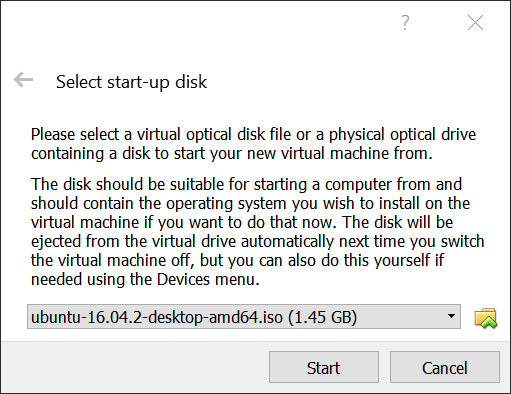 ?
Select start-up disk
Please select a virtual optical disk file or a physical optical drive
containing a disk to start your new virtual machine from.
The disk should be suitable for starting a computer from and
should contain the operating system you wish to install on the
virtual machine if you want to do that now. The disk will be
ejected from the virtual drive automatically next time you switch
the virtual machine off, but you can also do this yourself if
needed using the Devices menu.
ubuntu-16.04.2-desktop-amd64.iso (1.45 GB)
Start Cancel